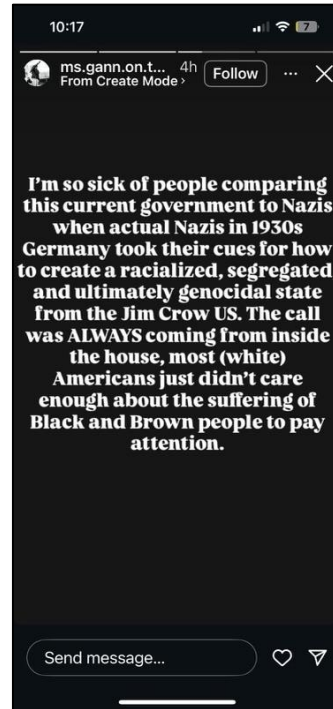 10:17
7
ms.gann.on.t... 4h
Follow
From Create Mode
I’m so sick of people comparing
this current government to Nazis
when actual Nazis in 1930s
Germany took their cues for how
to create a racialized, segregated
and ultimately genocidal state
from the Jim Crow US. The call
was ALWAYS coming from inside
the house, most (white)
Americans just didn’t care
enough about the suffering of
Black and Brown people to pay
attention.
Send message...